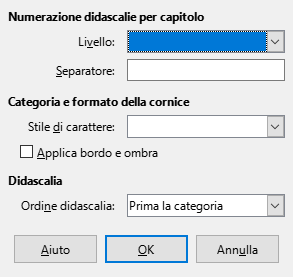 Numerazione didascalie per capitolo
Livello:
Separatore:
Categoria e formato della cornice
Stile di carattere:
Applica bordo e ombra
Didascalia
Ordine didascalia: Prima la categoria
Aiuto OK Annulla